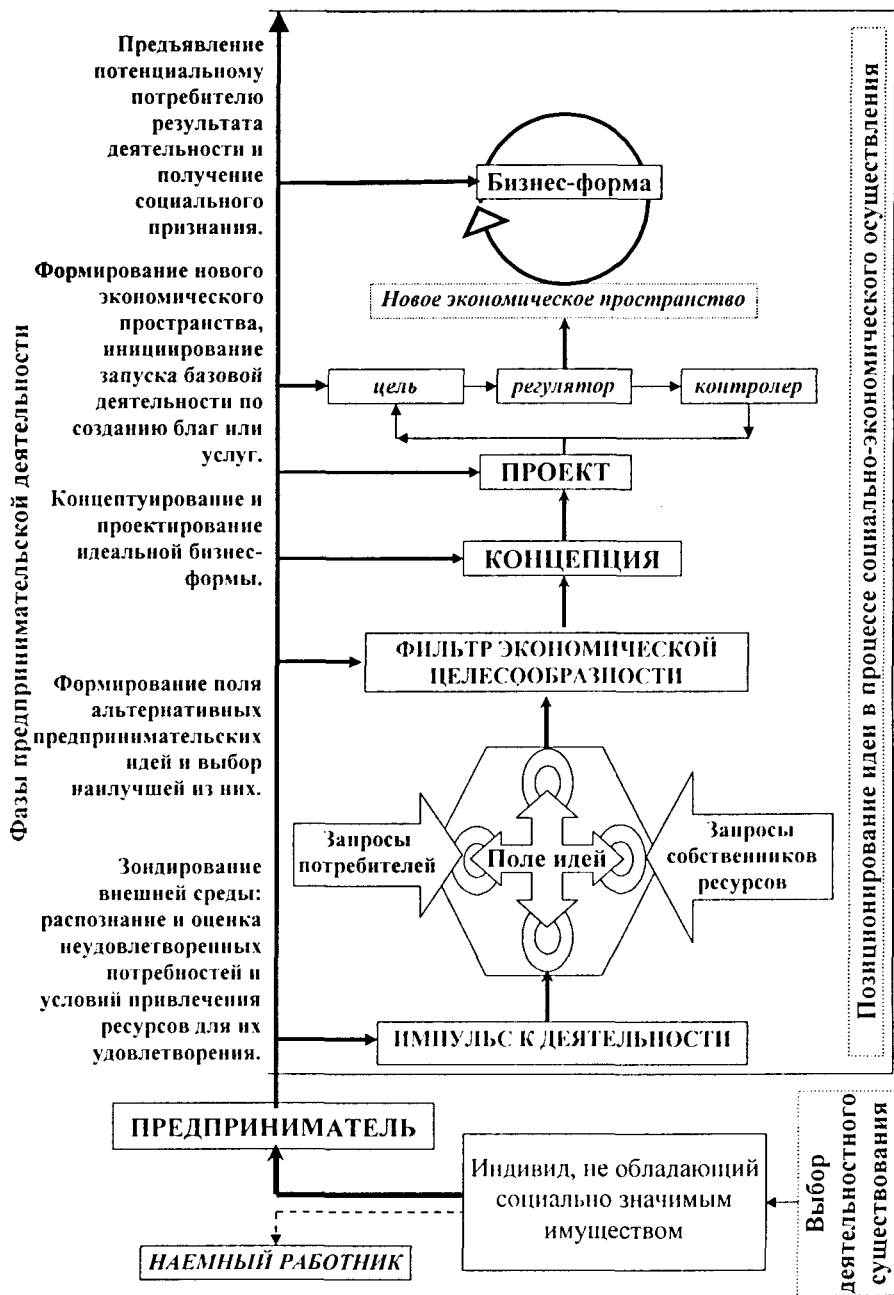 Предъявление
потенциальному
потребителю
результата
деятельности и
получение
социального
признания.
Бизнес-форма
Формирование нового
экономического
пространства,
инициирование
запуска базовой
деятельности по
созданию благ или
услуг.
Новое экономическое пространство
цель
регулятор
контролер
ПРОЕКТ
Концептуирование и
проектирование
идеальной бизнес-
формы.
КОНЦЕПЦИЯ
ФИЛЬТР ЭКОНОМИЧЕСКОЙ
ЦЕЛЕСООБРАЗНОСТИ
Формирование поля
альтернативных
предпринимательских
идей и выбор
наилучшей из них.
Запросы
потребителей
Поле идей
Запросы
собственников
ресурсов
Зондирование
внешней среды:
распознание и оценка
неудовлетворенных
потребностей и
условий привлечения
ресурсов для их
удовлетворения.
ИМПУЛЬС К ДЕЯТЕЛЬНОСТИ
Фазы предпринимательской деятельности
Позиционирование идеи в процессе социально-экономического осуществления
ПРЕДПРИНИМАТЕЛЬ
Индивид, не обладающий
социально значимым
имуществом
НАЕМНЫЙ РАБОТНИК
Выбор
деятельностного
существования